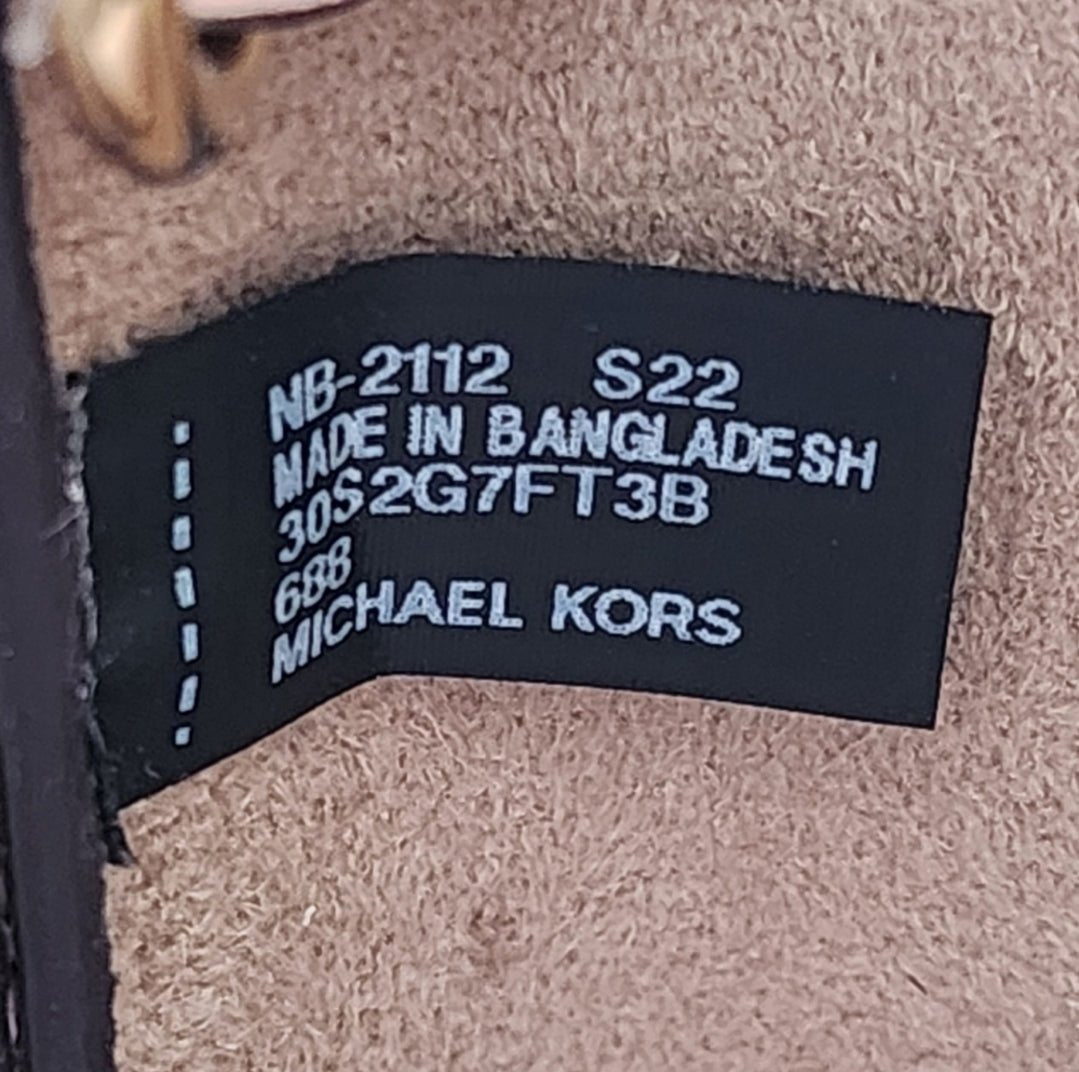 NB-2112 S22
MADE IN BANGLADESH
30S2G7FT3B
688
MICHAEL KORS